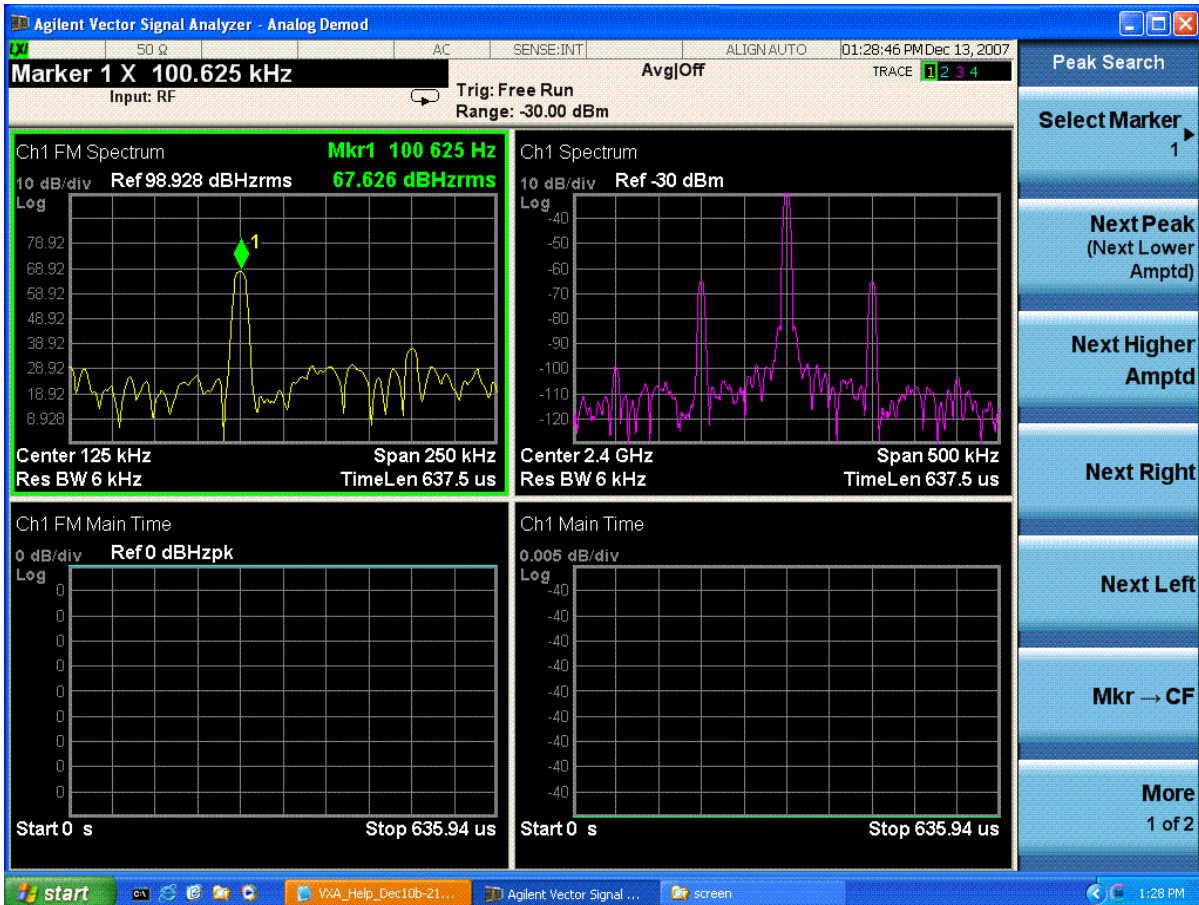 Agilent Vector Signal Analyzer - Analog Demod
LXI 50 Ω AC SENSE:INT ALIGN AUTO 01:28:46 PM Dec 13, 2007
Marker 1 X 100.625 kHz
Input: RF
Trig: Free Run
Range: -30.00 dBm
Avg|Off
TRACE 1 2 3 4
Peak Search
Select Marker
1
Next Peak
(Next Lower
Amptd)
Next Higher
Amptd
Next Right
Next Left
Mkr → CF
More
1 of 2
Ch1 FM Spectrum Mkr1 100 625 Hz
10 dB/div Ref 98.928 dBHzrms 67.626 dBHzrms
Log
78.92
68.92
58.92
48.92
38.92
28.92
18.92
8.928
1
Center 125 kHz Span 250 kHz
Res BW 6 kHz TimeLen 637.5 us
Ch1 Spectrum
10 dB/div Ref -30 dBm
Log
-40
-50
-60
-70
-80
-90
-100
-110
-120
Center 2.4 GHz Span 500 kHz
Res BW 6 kHz TimeLen 637.5 us
Ch1 FM Main Time
0 dB/div Ref 0 dBHzpk
Log
0
0
0
0
0
0
0
0
0
Start 0 s Stop 635.94 us
Ch1 Main Time
0.005 dB/div
Log
-40
-40
-40
-40
-40
-40
-40
-40
-40
Start 0 s Stop 635.94 us
start
VXA_Help_Dec10b-21...
Agilent Vector Signal ...
screen
1:28 PM